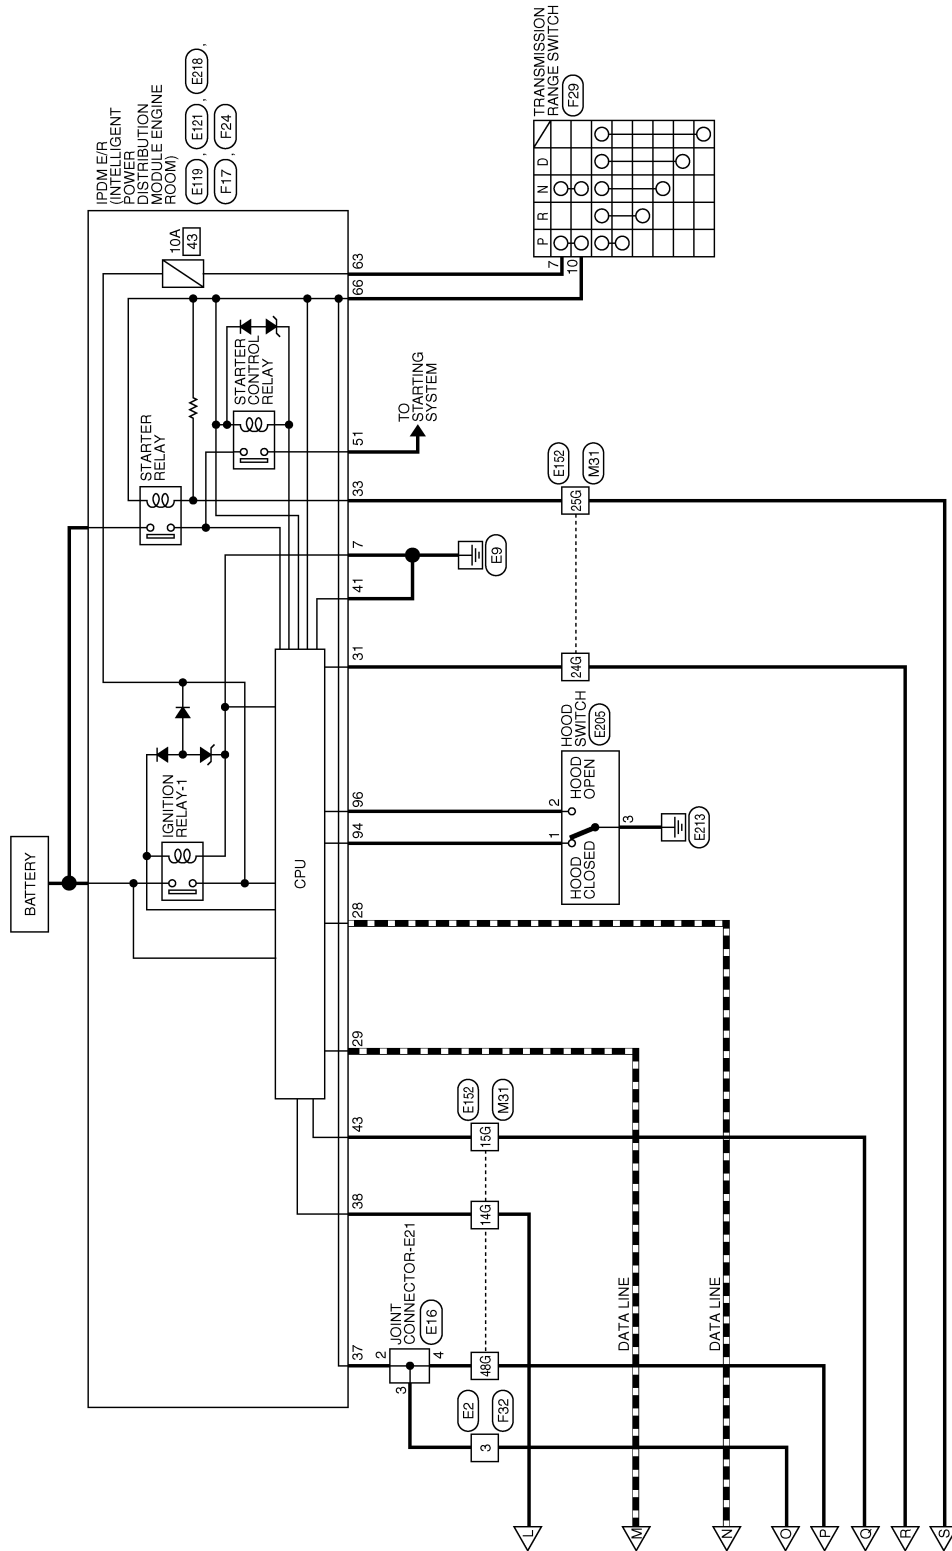 BATTERY
IPDM E/R
(INTELLIGENT
POWER
DISTRIBUTION
MODULE ENGINE
ROOM)
E119 , E121 , E218 ,
F17 , F24
IGNITION
RELAY-1
STARTER
RELAY
STARTER
CONTROL
RELAY
10A
43
CPU
37
38
43
29
28
94
96
31
41
7
33
51
66
63
JOINT
CONNECTOR-E21
E16
2
3
4
E2
F32
3
48G
14G
15G
E152
M31
DATA LINE
DATA LINE
HOOD
SWITCH
E205
HOOD
CLOSED
HOOD
OPEN
1
2
3
E213
E9
24G
25G
E152
M31
TO
STARTING
SYSTEM
TRANSMISSION
RANGE SWITCH
F29
7
10
P R N D
L
M
N
O
P
Q
R
S